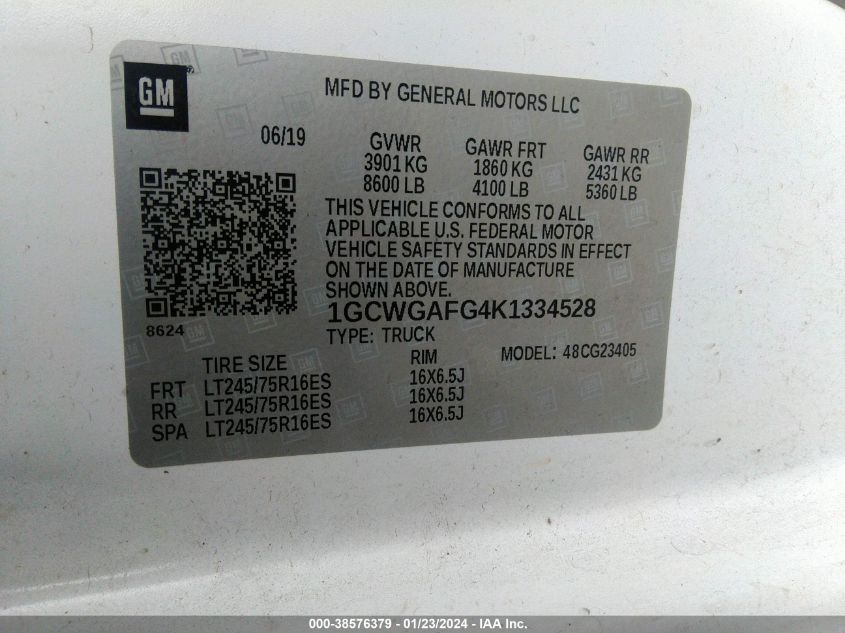 GM
MFD BY GENERAL MOTORS LLC
06/19
GVWR GAWR FRT GAWR RR
3901 KG 1860 KG 2431 KG
8600 LB 4100 LB 5360 LB
THIS VEHICLE CONFORMS TO ALL
APPLICABLE U.S. FEDERAL MOTOR
VEHICLE SAFETY STANDARDS IN EFFECT
ON THE DATE OF MANUFACTURE
SHOWN ABOVE.
8624
1GCWGAFG4K1334528
TYPE: TRUCK
MODEL: 48CG23405
TIRE SIZE RIM
FRT LT245/75R16ES 16X6.5J
RR LT245/75R16ES 16X6.5J
SPA LT245/75R16ES 16X6.5J
000-38576379 - 01/23/2024 - IAA Inc.